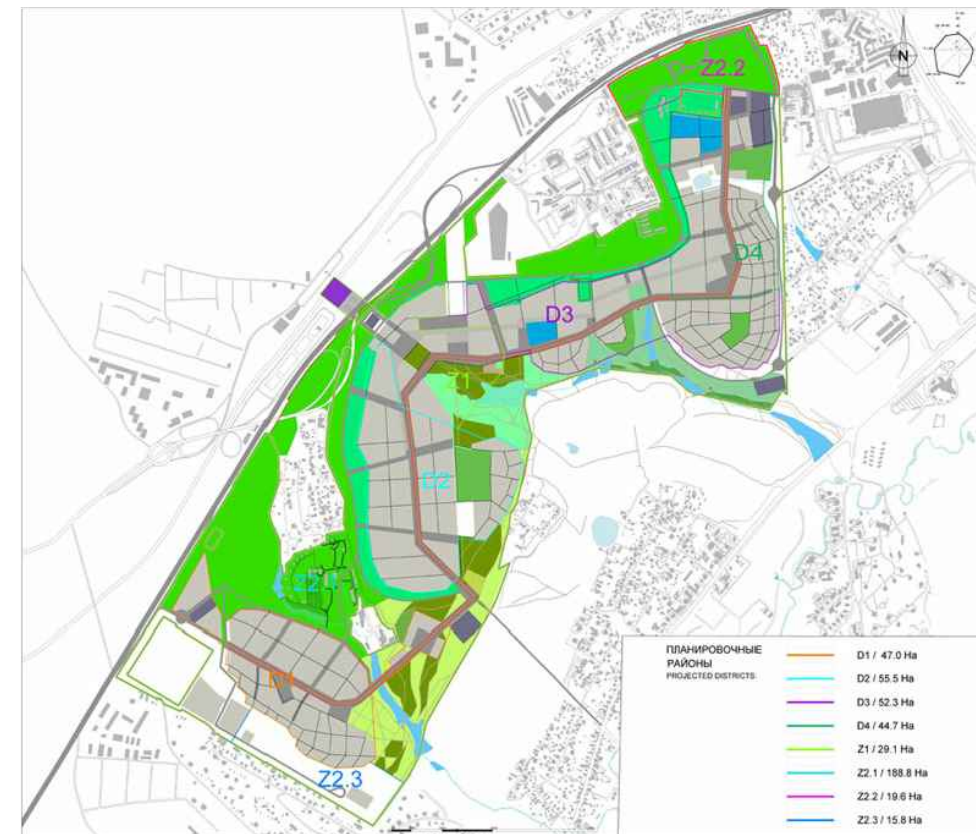 N
Z2.2
D4
D3
Z1
D2
Z2.1
D1
Z2.3
ПЛАНИРОВОЧНЫЕ
РАЙОНЫ
PROJECTED DISTRICTS:
D1 / 47.0 Ha
D2 / 55.5 Ha
D3 / 52.3 Ha
D4 / 44.7 Ha
Z1 / 29.1 Ha
Z2.1 / 188.8 Ha
Z2.2 / 19.6 Ha
Z2.3 / 15.8 Ha